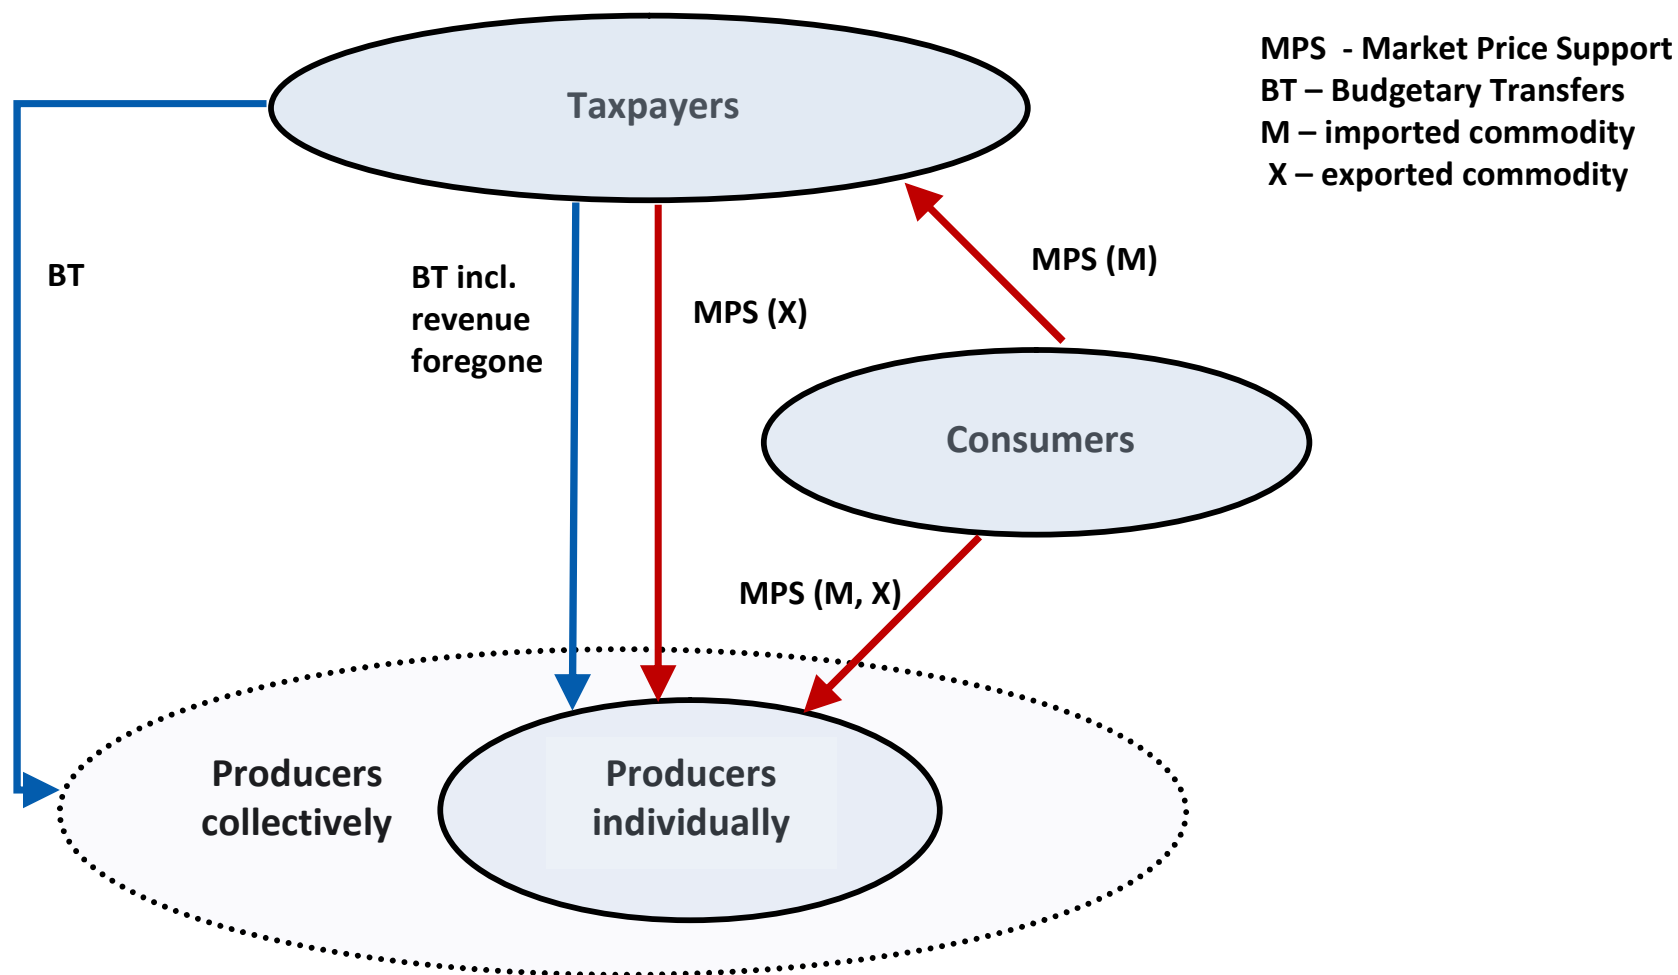 Taxpayers
MPS - Market Price Support
BT – Budgetary Transfers
M – imported commodity
X – exported commodity
BT
BT incl.
revenue
foregone
MPS (X)
MPS (M)
Consumers
MPS (M, X)
Producers
collectively
Producers
individually